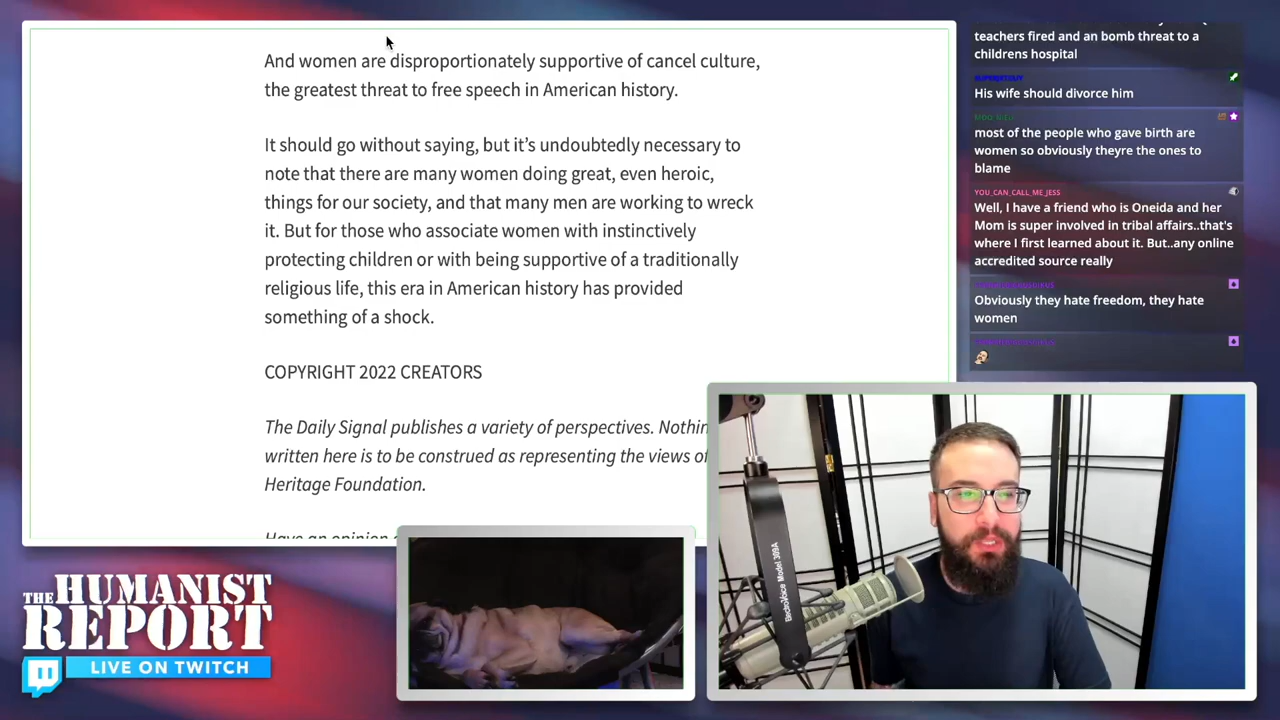 And women are disproportionately supportive of cancel culture,
the greatest threat to free speech in American history.
It should go without saying, but it’s undoubtedly necessary to
note that there are many women doing great, even heroic,
things for our society, and that many men are working to wreck
it. But for those who associate women with instinctively
protecting children or with being supportive of a traditionally
religious life, this era in American history has provided
something of a shock.
COPYRIGHT 2022 CREATORS
The Daily Signal publishes a variety of perspectives.
written here is to be construed as representing the views of
Heritage Foundation.
Have an opinion
teachers fired and an bomb threat to a
childrens hospital
His wife should divorce him
most of the people who gave birth are
women so obviously theyre the ones to
blame
YOU_CAN_CALL_ME_JESS
Well, I have a friend who is Oneida and her
Mom is super involved in tribal affairs..that's
where I first learned about it. But..any online
accredited source really
Obviously they hate freedom, they hate
women
THE HUMANIST
REPORT
LIVE ON TWITCH
ElectroVoice Model 309A